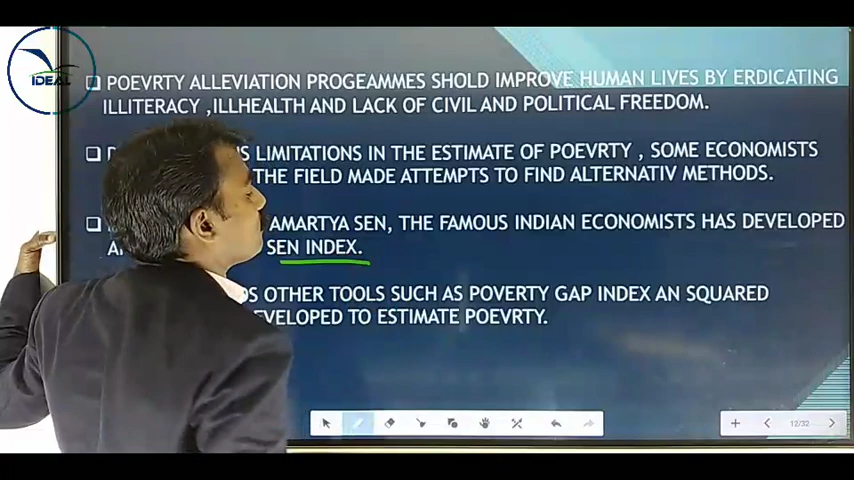 IDEAL
POEVRTY ALLEVIATION PROGEAMMES SHOLD IMPROVE HUMAN LIVES BY ERDICATING
ILLITERACY ,ILLHEALTH AND LACK OF CIVIL AND POLITICAL FREEDOM.
LIMITATIONS IN THE ESTIMATE OF POEVRTY , SOME ECONOMISTS
THE FIELD MADE ATTEMPTS TO FIND ALTERNATIV METHODS.
AMARTYA SEN, THE FAMOUS INDIAN ECONOMISTS HAS DEVELOPED
SEN INDEX.
OTHER TOOLS SUCH AS POVERTY GAP INDEX AN SQUARED
TO ESTIMATE POEVRTY.
12/32